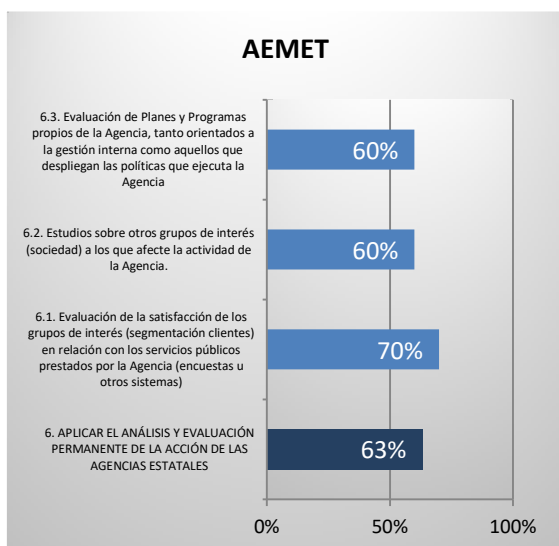 AEMET
6.3. Evaluación de Planes y Programas
propios de la Agencia, tanto orientados a
la gestión interna como aquellos que
despliegan las políticas que ejecuta la
Agencia
60%
6.2. Estudios sobre otros grupos de interés
(sociedad) a los que afecte la actividad de
la Agencia.
60%
6.1. Evaluación de la satisfacción de los
grupos de interés (segmentación clientes)
en relación con los servicios públicos
prestados por la Agencia (encuestas u
otros sistemas)
70%
6. APLICAR EL ANÁLISIS Y EVALUACIÓN
PERMANENTE DE LA ACCIÓN DE LAS
AGENCIAS ESTATALES
63%
0% 50% 100%